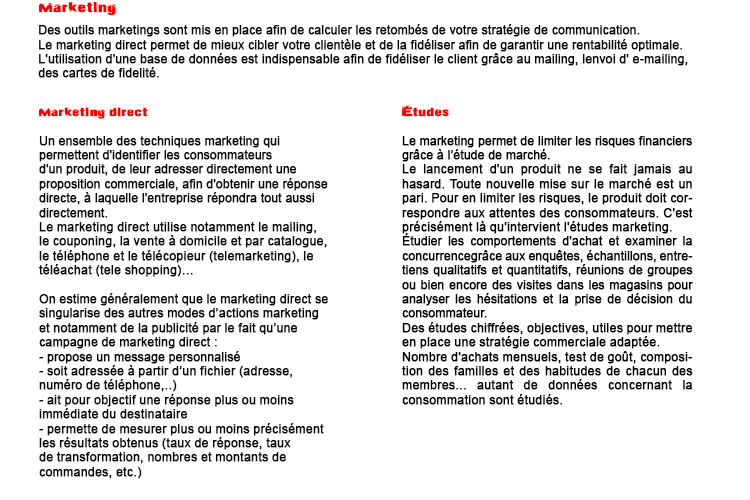 Marketing
Des outils marketings sont mis en place afin de calculer les retombés de votre stratégie de communication.
Le marketing direct permet de mieux cibler votre clientèle et de la fidéliser afin de garantir une rentabilité optimale.
L'utilisation d'une base de données est indispensable afin de fidéliser le client grâce au mailing, lenvoi d' e-mailing,
des cartes de fidelité.
Marketing direct
Un ensemble des techniques marketing qui
permettent d'identifier les consommateurs
d'un produit, de leur adresser directement une
proposition commerciale, afin d'obtenir une réponse
directe, à laquelle l'entreprise répondra tout aussi
directement.
Le marketing direct utilise notamment le mailing,
le couponing, la vente à domicile et par catalogue,
le téléphone et le télécopieur (telemarketing), le
téléachat (tele shopping)...
On estime généralement que le marketing direct se
singularise des autres modes d'actions marketing
et notamment de la publicité par le fait qu'une
campagne de marketing direct :
- propose un message personnalisé
- soit adressée à partir d'un fichier (adresse,
numéro de téléphone,..)
- ait pour objectif une réponse plus ou moins
immédiate du destinataire
- permette de mesurer plus ou moins précisément
les résultats obtenus (taux de réponse, taux
de transformation, nombres et montants de
commandes, etc.)
Études
Le marketing permet de limiter les risques financiers
grâce à l'étude de marché.
Le lancement d'un produit ne se fait jamais au
hasard. Toute nouvelle mise sur le marché est un
pari. Pour en limiter les risques, le produit doit cor-
respondre aux attentes des consommateurs. C'est
précisément là qu'intervient l'études marketing.
Étudier les comportements d'achat et examiner la
concurrencegrâce aux enquêtes, échantillons, entre-
tiens qualitatifs et quantitatifs, réunions de groupes
ou bien encore des visites dans les magasins pour
analyser les hésitations et la prise de décision du
consommateur.
Des études chiffrées, objectives, utiles pour mettre
en place une stratégie commerciale adaptée.
Nombre d'achats mensuels, test de goût, composi-
tion des familles et des habitudes de chacun des
membres... autant de données concernant la
consommation sont étudiés.